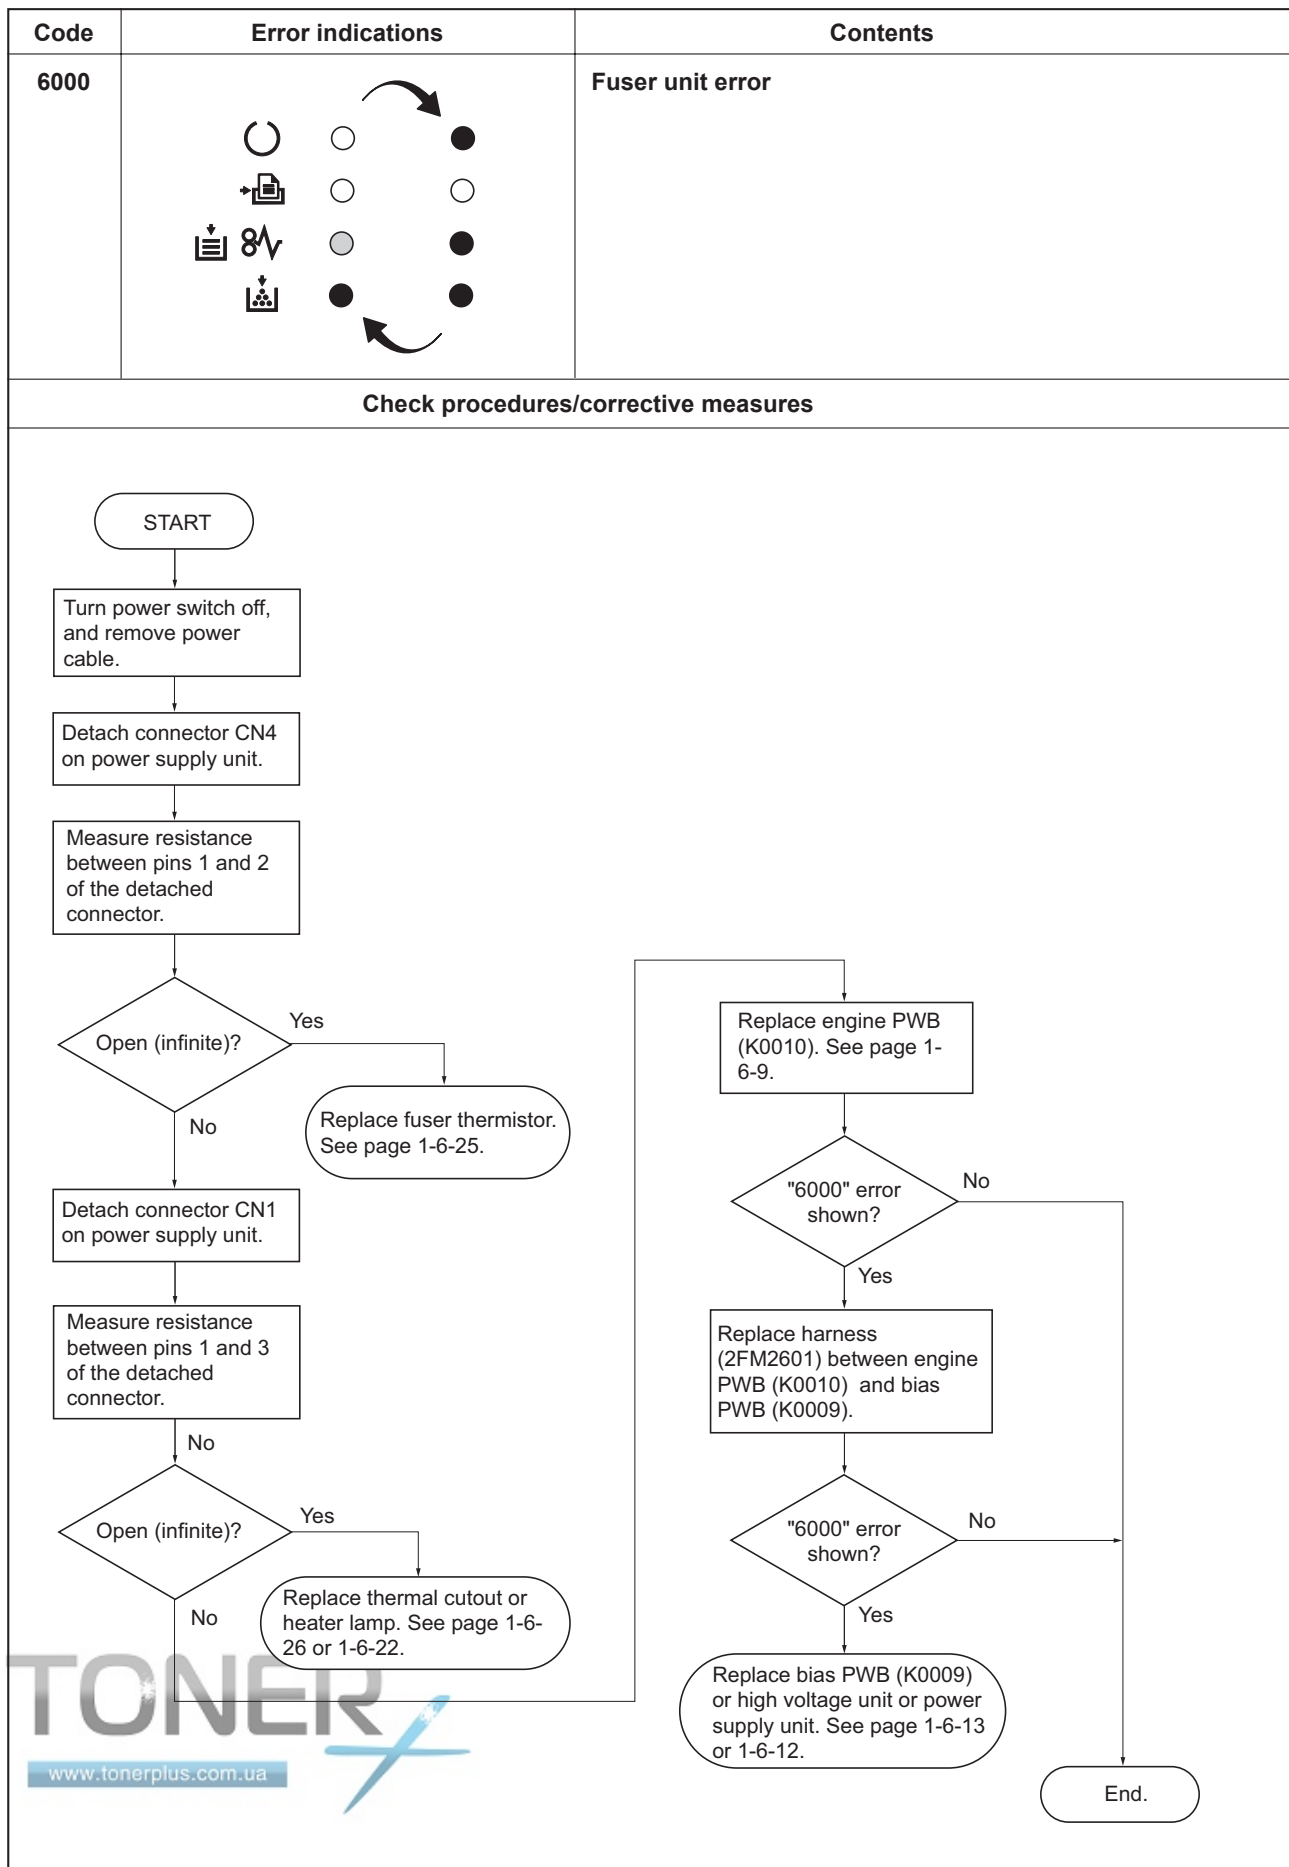 Code
Error indications
Contents
6000
Fuser unit error
Check procedures/corrective measures
START
Turn power switch off,
and remove power
cable.
Detach connector CN4
on power supply unit.
Measure resistance
between pins 1 and 2
of the detached
connector.
Open (infinite)?
Yes
No
Replace fuser thermistor.
See page 1-6-25.
Detach connector CN1
on power supply unit.
Measure resistance
between pins 1 and 3
of the detached
connector.
No
Open (infinite)?
Yes
No
Replace thermal cutout or
heater lamp. See page 1-6-
26 or 1-6-22.
Replace engine PWB
(K0010). See page 1-
6-9.
"6000" error
shown?
No
Yes
Replace harness
(2FM2601) between engine
PWB (K0010) and bias
PWB (K0009).
"6000" error
shown?
No
Yes
Replace bias PWB (K0009)
or high voltage unit or power
supply unit. See page 1-6-13
or 1-6-12.
End.
TONER
www.tonerplus.com.ua